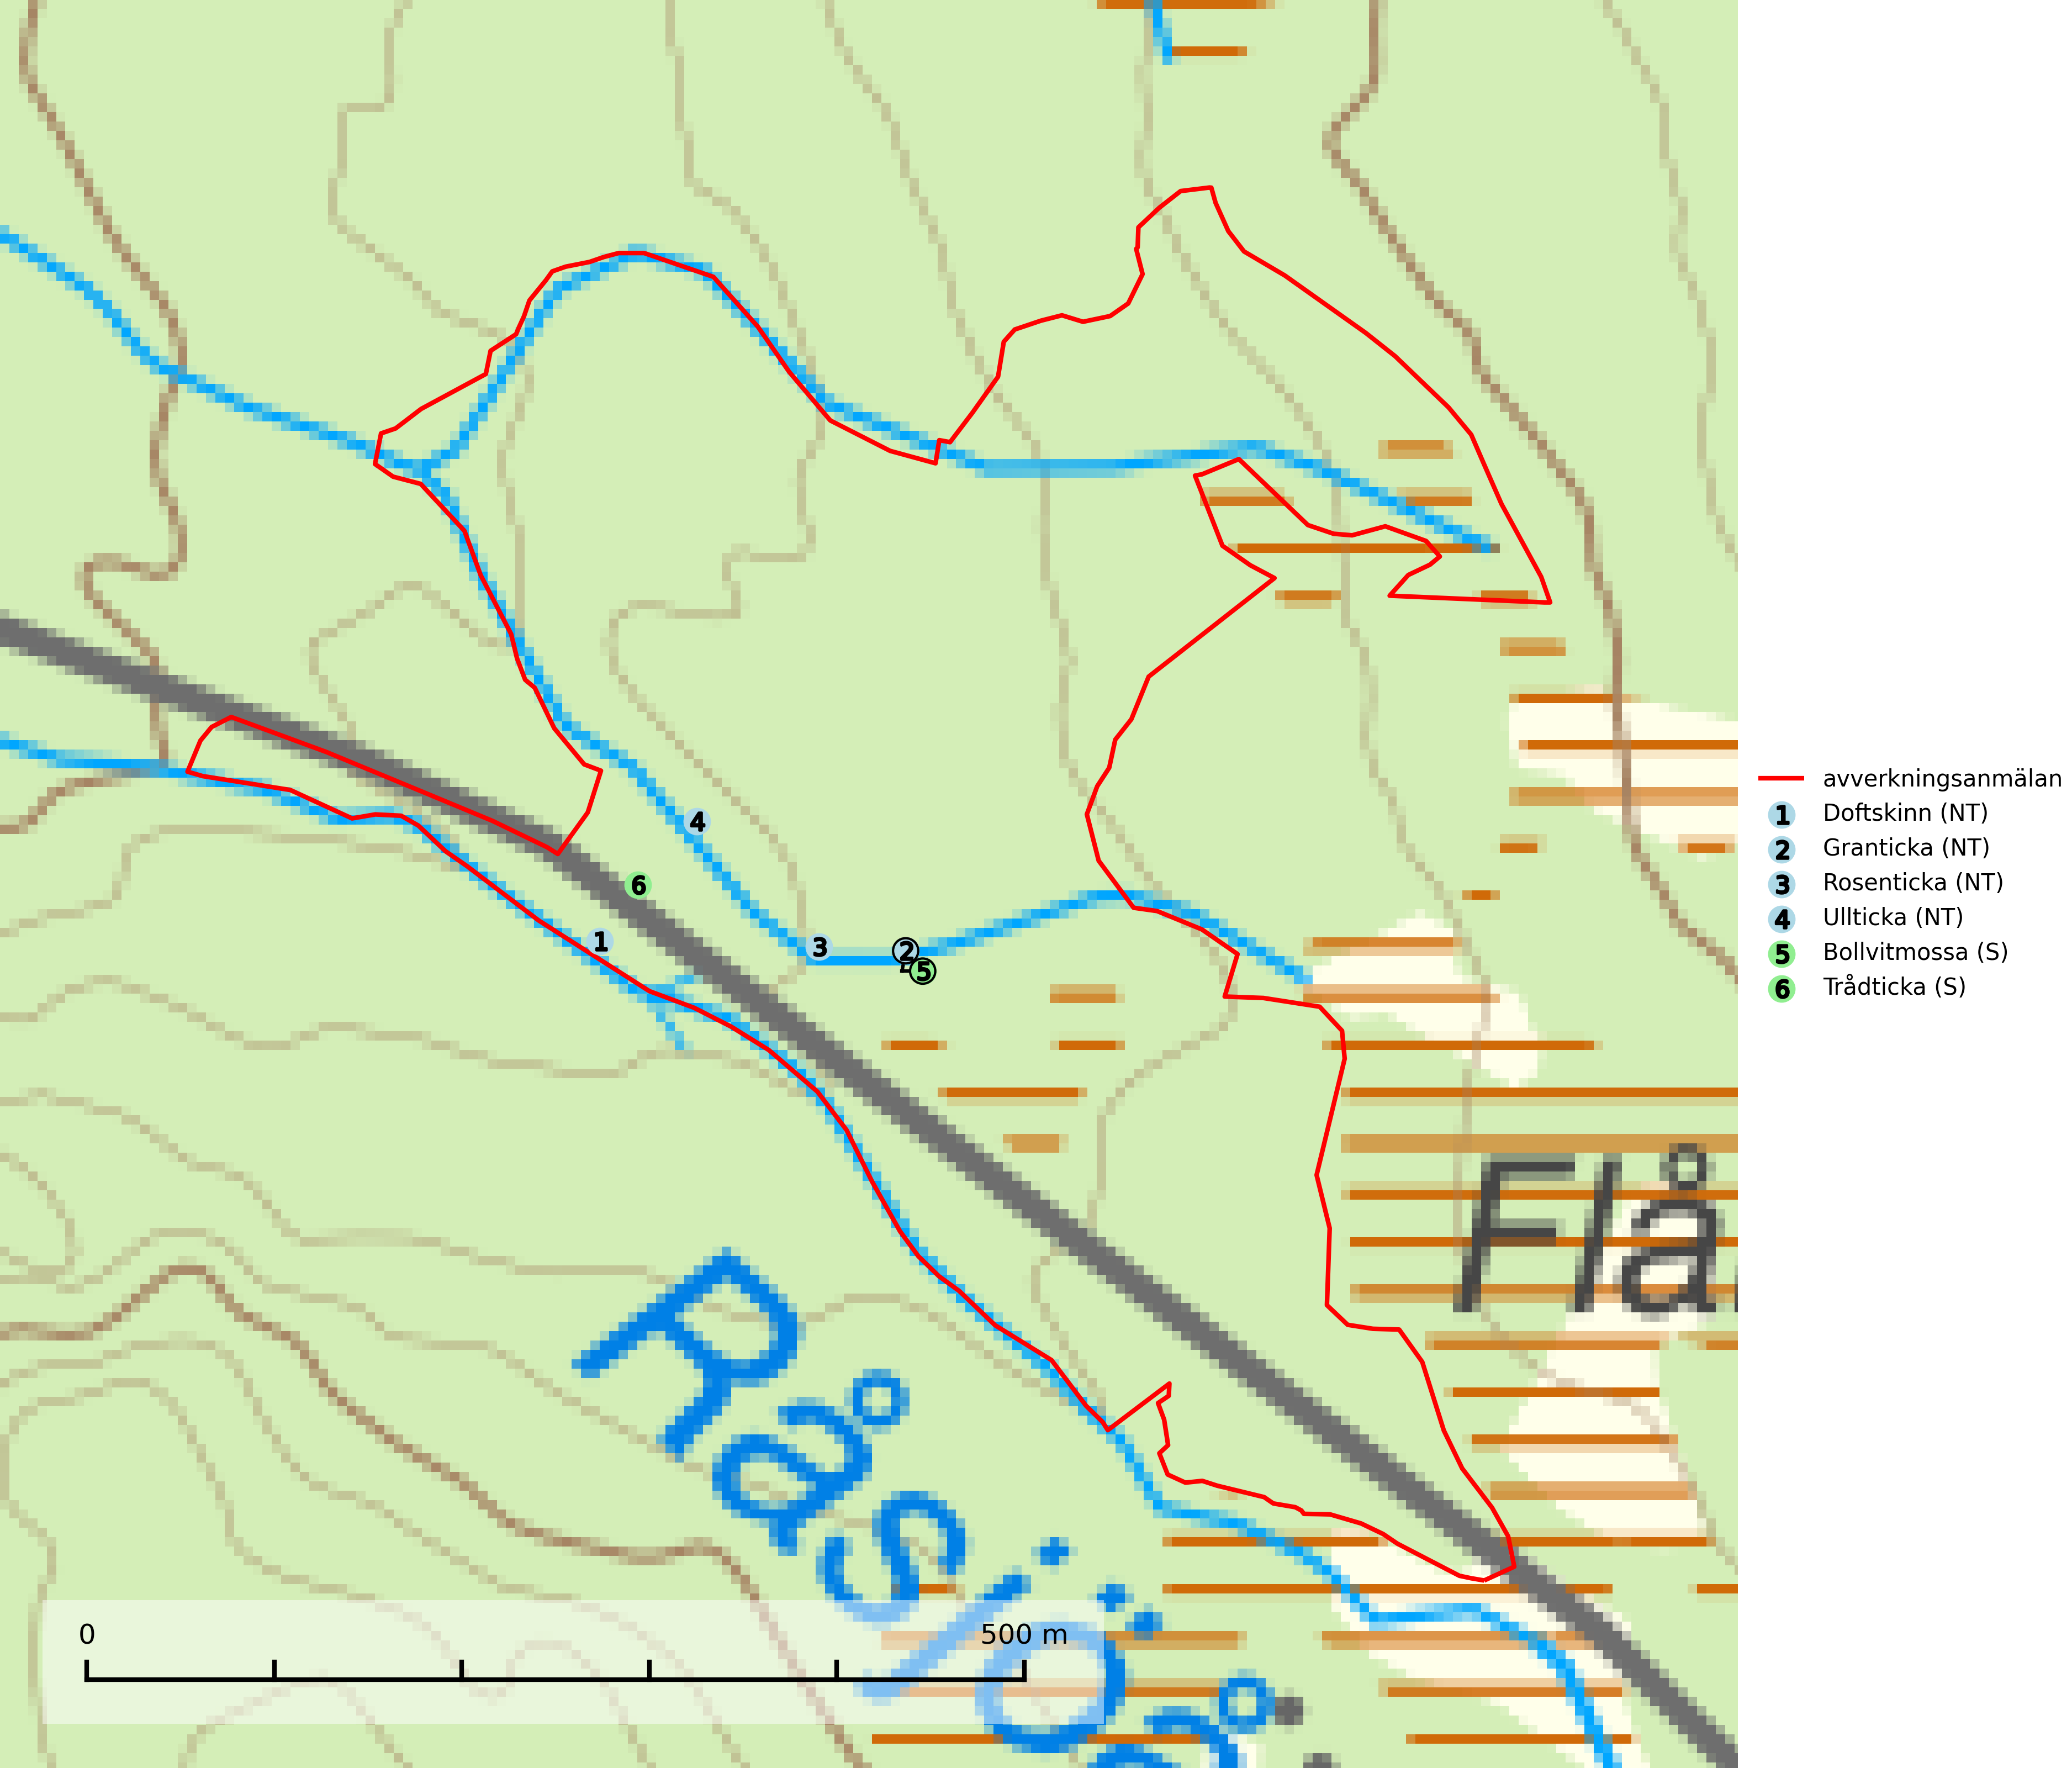 4
6
1
3
2
5
Flå
Råsjö
0
500 m
avverkningsanmälan
1 Doftskinn (NT)
2 Granticka (NT)
3 Rosenticka (NT)
4 Ullticka (NT)
5 Bollvitmossa (S)
6 Trådticka (S)